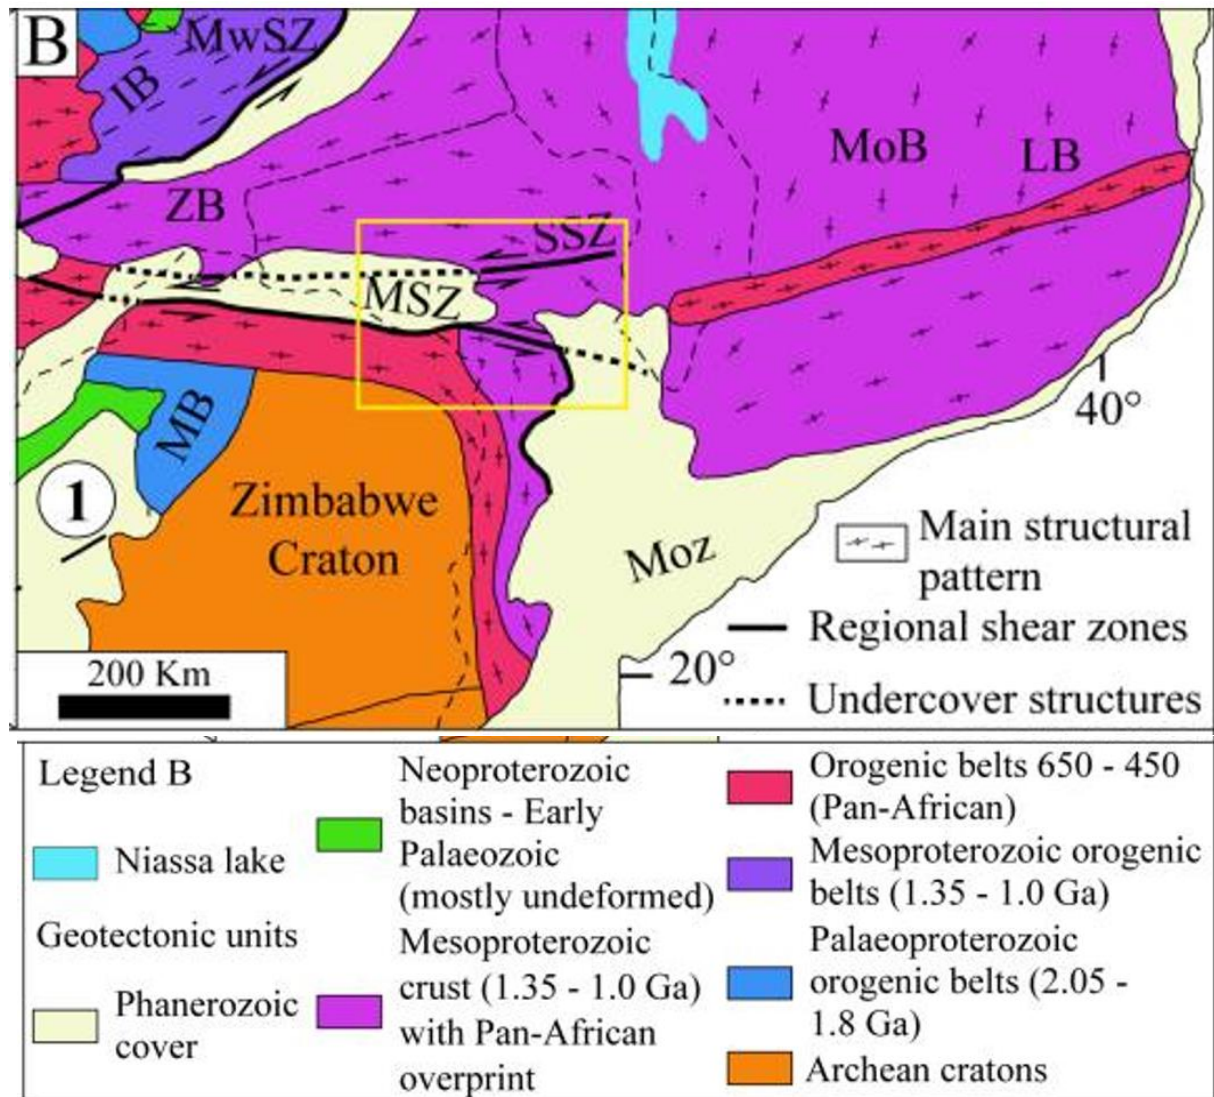 B
MwSZ
IB
MoB
LB
ZB
SSZ
MSZ
40°
MB
1
Zimbabwe
Craton
Moz
Main structural
pattern
Regional shear zones
20°
200 Km
Undercover structures
Legend B
Niassa lake
Geotectonic units
Phanerozoic
cover
Neoproterozoic
basins - Early
Palaeozoic
(mostly undeformed)
Mesoproterozoic
crust (1.35 - 1.0 Ga)
with Pan-African
overprint
Orogenic belts 650 - 450
(Pan-African)
Mesoproterozoic orogenic
belts (1.35 - 1.0 Ga)
Palaeoproterozoic
orogenic belts (2.05 -
1.8 Ga)
Archean cratons